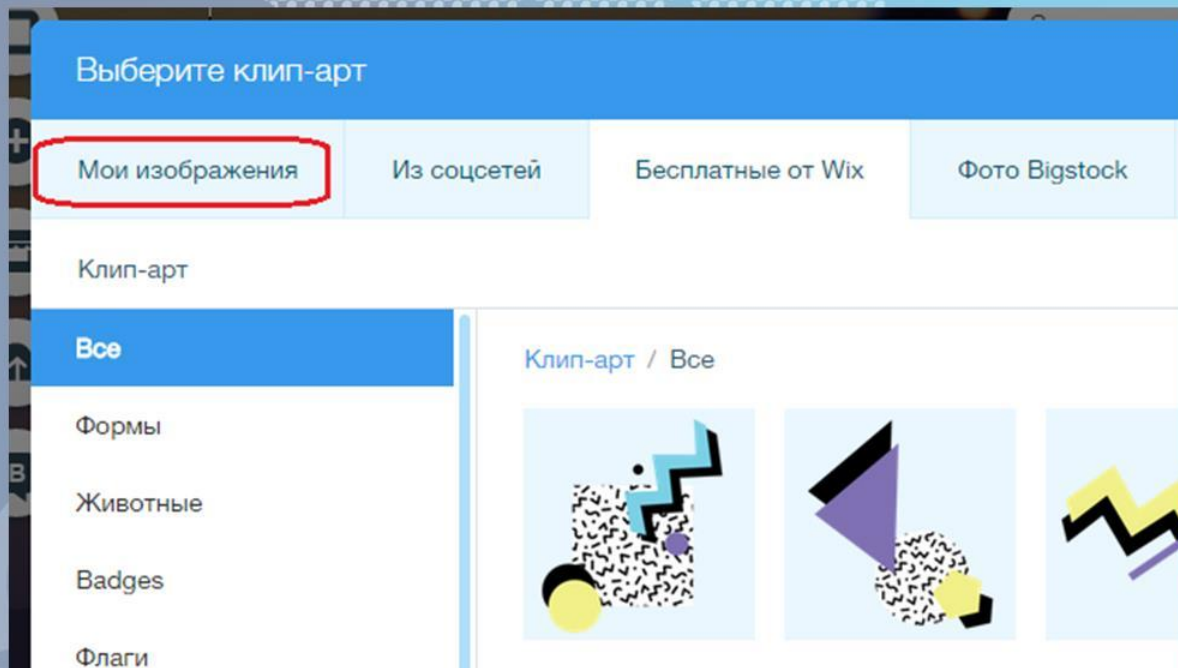 Выберите клип-арт
Мои изображения
Из соцсетей
Бесплатные от Wix
Фото Bigstock
Клип-арт
Все
Клип-арт / Все
Формы
Животные
Badges
Флаги